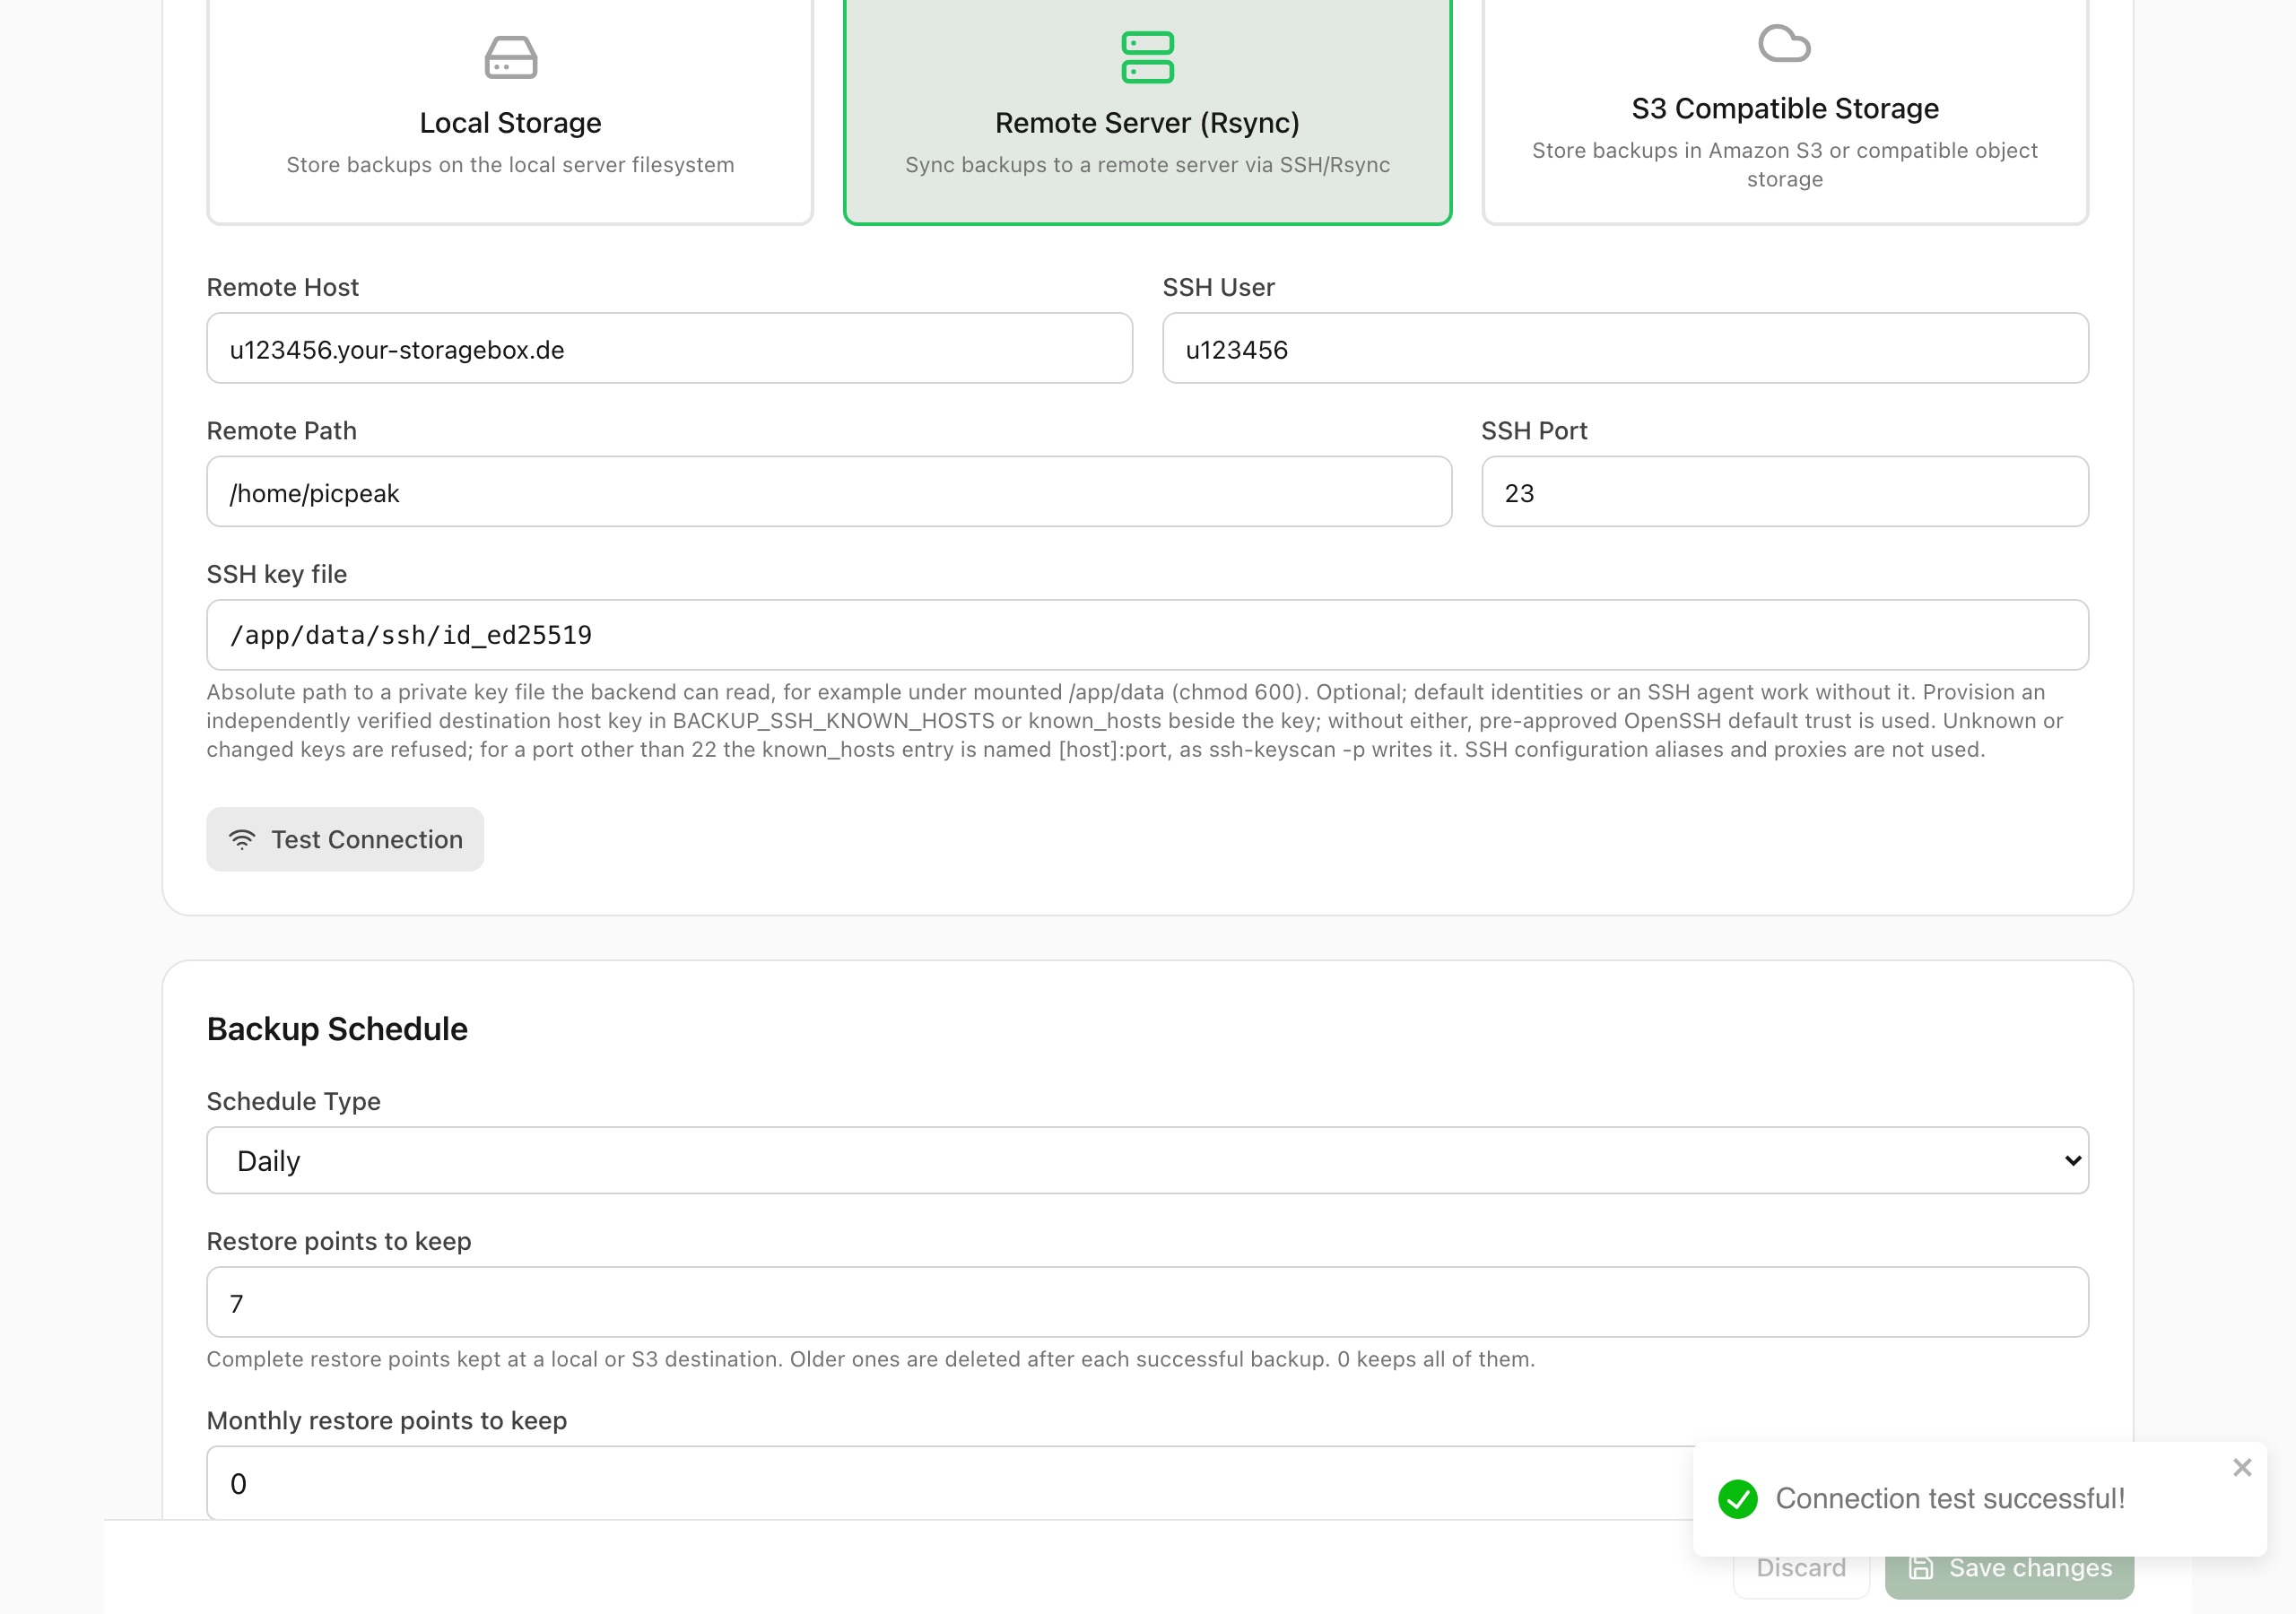 Local Storage
Store backups on the local server filesystem
Remote Server (Rsync)
Sync backups to a remote server via SSH/Rsync
S3 Compatible Storage
Store backups in Amazon S3 or compatible object
storage
Remote Host
SSH User
u123456.your-storagebox.de
u123456
Remote Path
SSH Port
/home/picpeak
23
SSH key file
/app/data/ssh/id_ed25519
Absolute path to a private key file the backend can read, for example under mounted /app/data (chmod 600). Optional; default identities or an SSH agent work without it. Provision an
independently verified destination host key in BACKUP_SSH_KNOWN_HOSTS or known_hosts beside the key; without either, pre-approved OpenSSH default trust is used. Unknown or
changed keys are refused; for a port other than 22 the known_hosts entry is named [host]:port, as ssh-keyscan -p writes it. SSH configuration aliases and proxies are not used.
Test Connection
Backup Schedule
Schedule Type
Daily
Restore points to keep
7
Complete restore points kept at a local or S3 destination. Older ones are deleted after each successful backup. 0 keeps all of them.
Monthly restore points to keep
0
Connection test successful!
Discard
Save changes